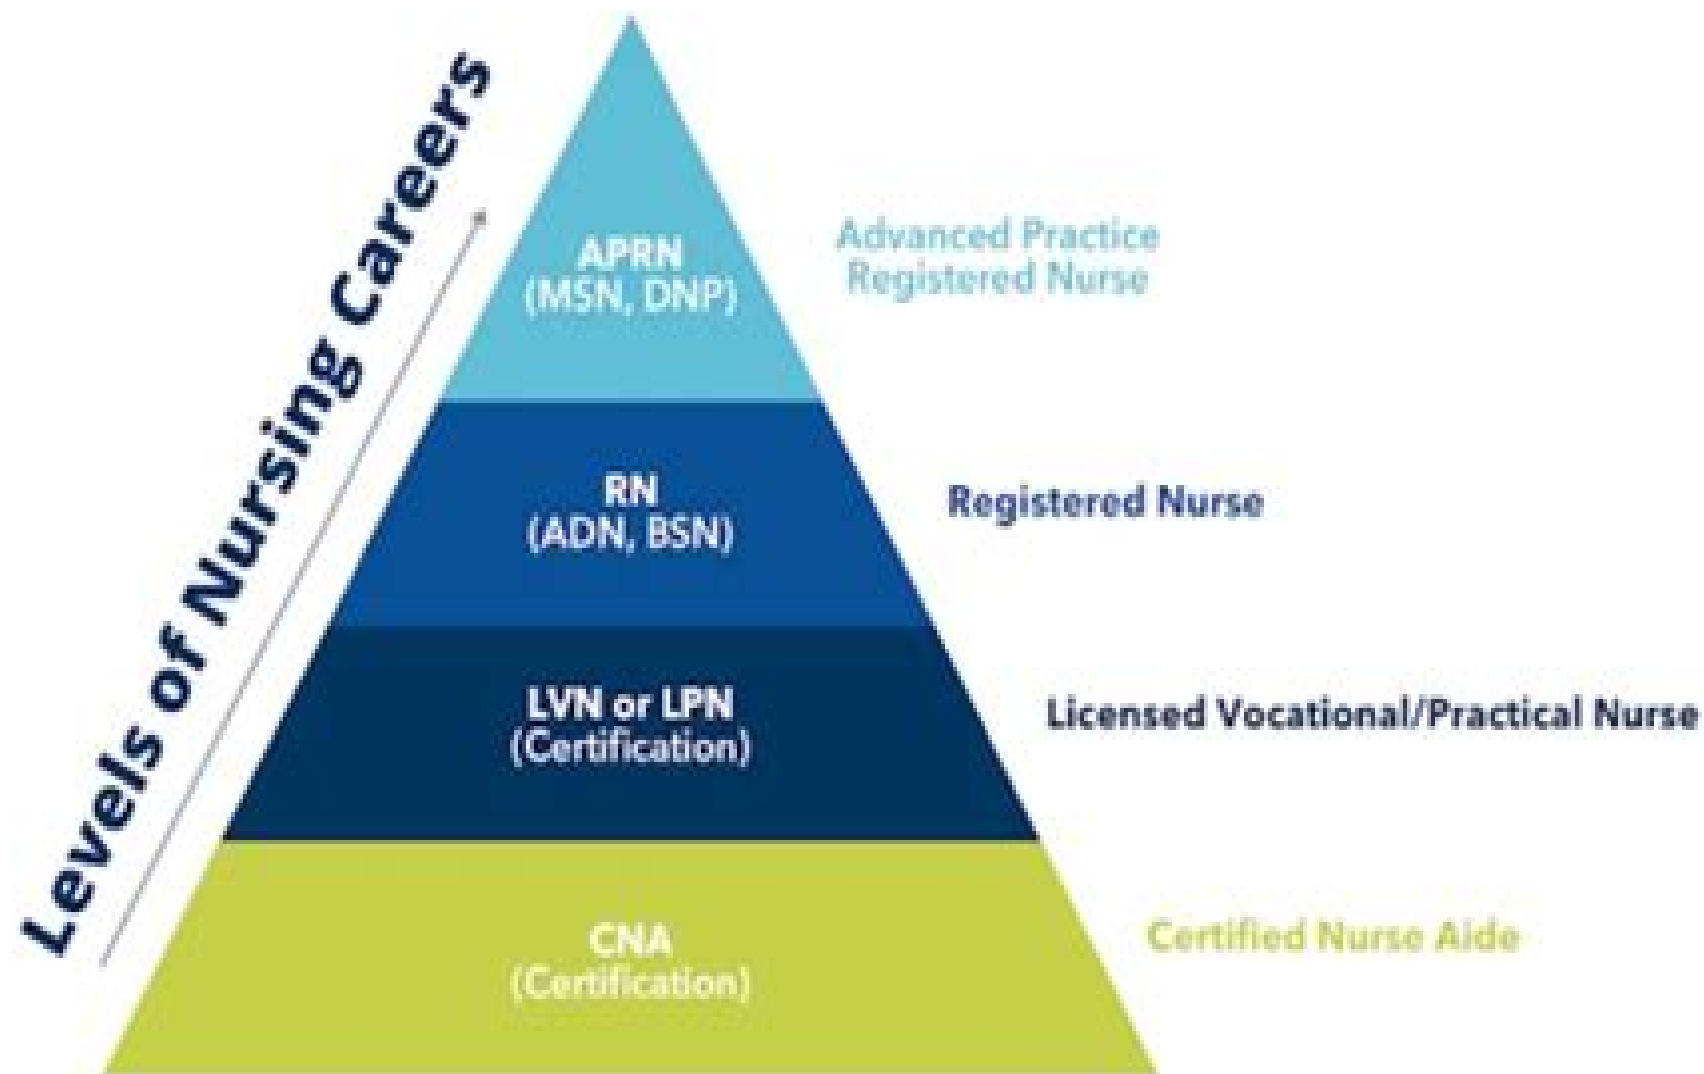 Levels of Nursing Careers
APRN
(MSN, DNP)
Advanced Practice
Registered Nurse
RN
(ADN, BSN)
Registered Nurse
LVN or LPN
(Certification)
Licensed Vocational/Practical Nurse
CNA
(Certification)
Certified Nurse Aide